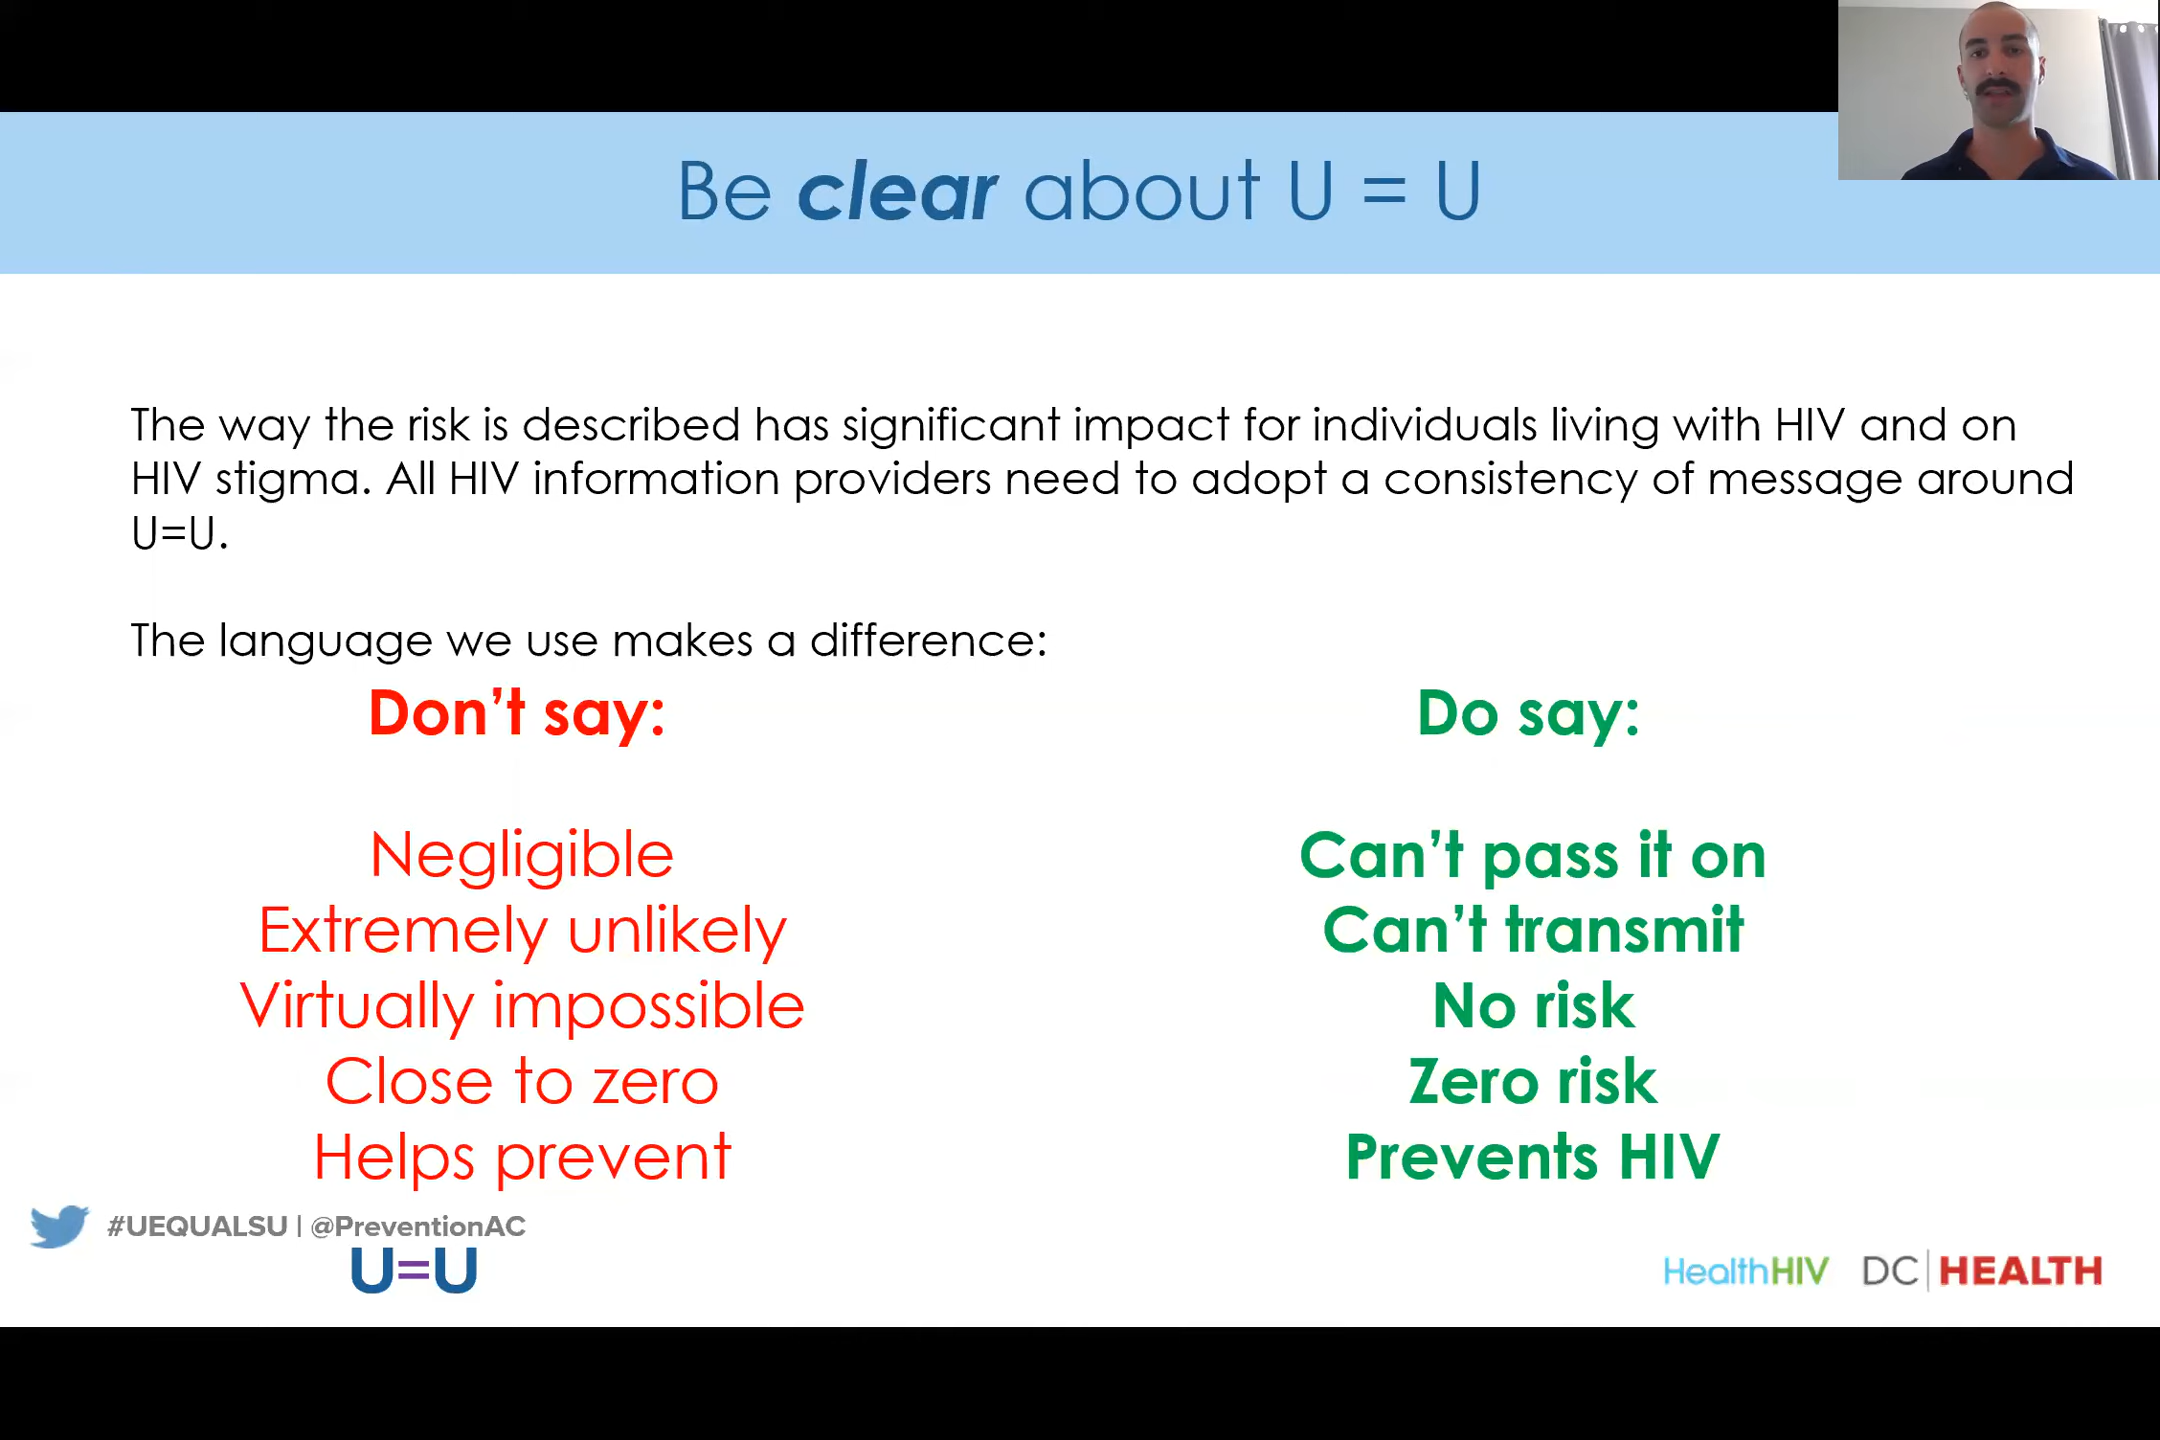 Be clear about U = U
The way the risk is described has significant impact for individuals living with HIV and on
HIV stigma. All HIV information providers need to adopt a consistency of message around
U=U.
The language we use makes a difference:
Don't say:
Negligible
Extremely unlikely
Virtually impossible
Close to zero
Helps prevent
Do say:
Can't pass it on
Can't transmit
No risk
Zero risk
Prevents HIV
#UEQUALSU | @PreventionAC
U=U
HealthHIV
DC | HEALTH